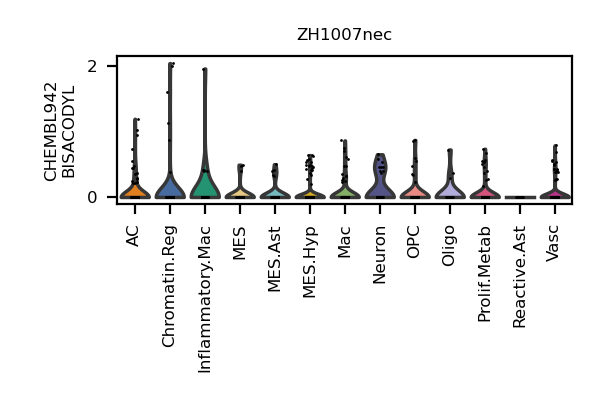 ZH1007nec
CHEMBL942
BISACODYL
2
0
AC
Chromatin.Reg
Inflammatory.Mac
MES
MES.Ast
MES.Hyp
Mac
Neuron
OPC
Oligo
Prolif.Metab
Reactive.Ast
Vasc